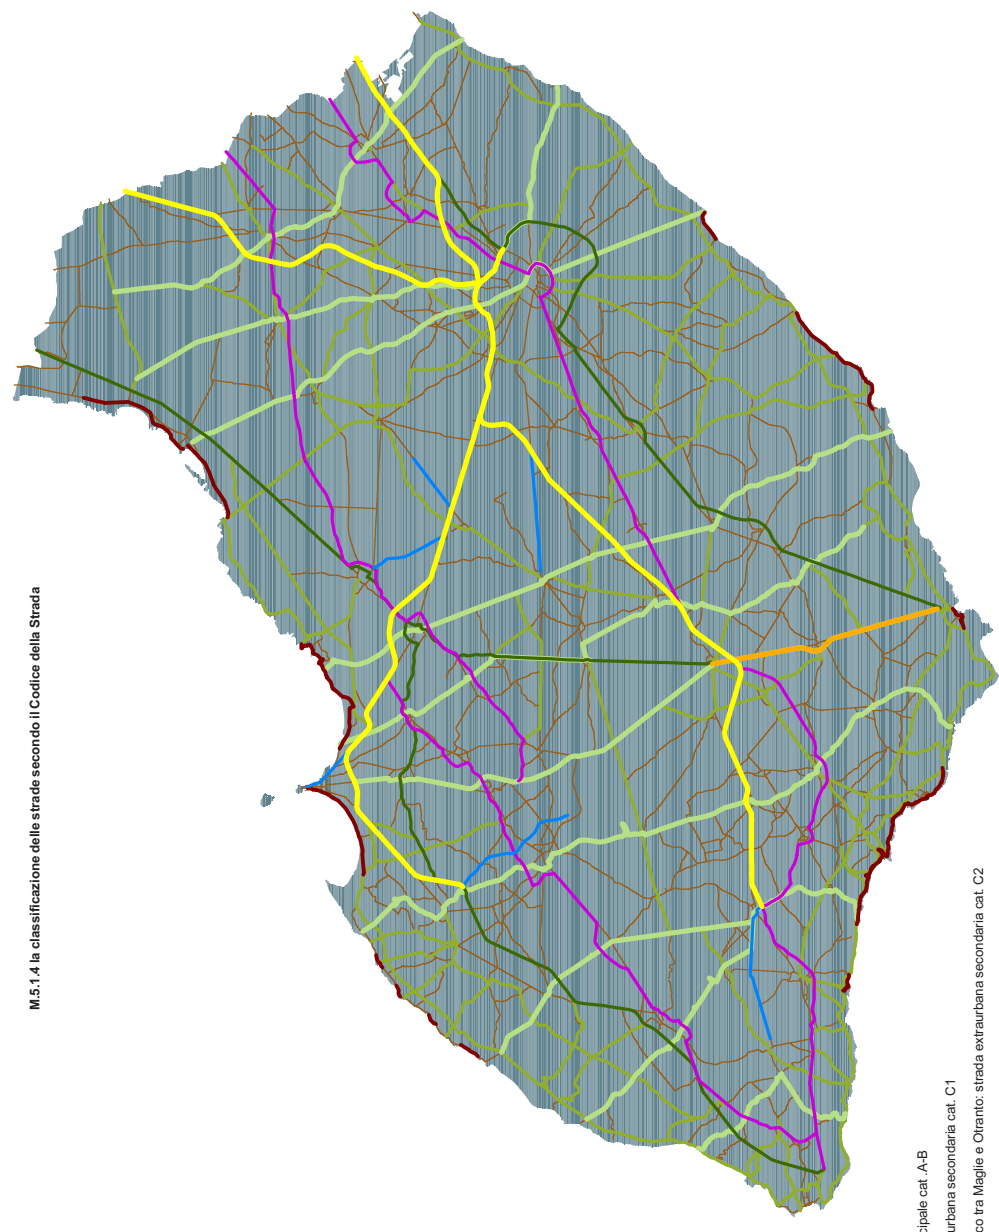 M.5.1.4 la classificazione delle strade secondo il Codice della Strada
cipale cat .A-B
urbana secondaria cat. C1
co tra Maglie e Otranto: strada extraurbana secondaria cat. C2